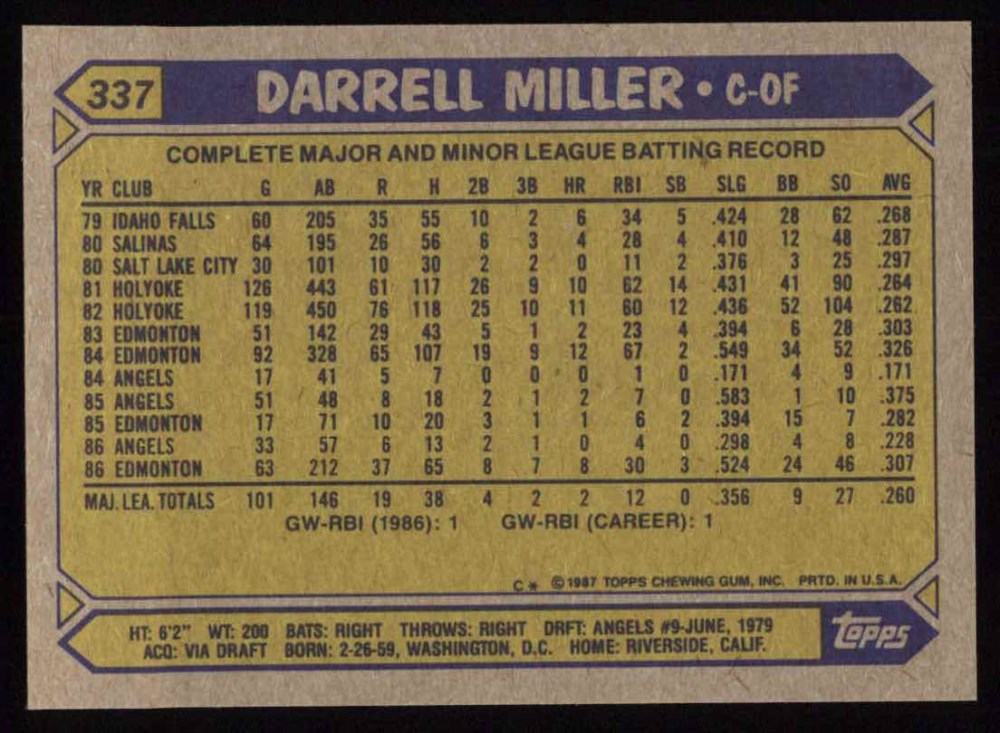 337 DARRELL MILLER • C-OF
COMPLETE MAJOR AND MINOR LEAGUE BATTING RECORD
YR CLUB G AB R H 2B 3B HR RBI SB SLG BB SO AVG
79 IDAHO FALLS 60 205 35 55 10 2 6 34 5 .424 28 62 .268
80 SALINAS 64 195 26 56 6 3 4 28 4 .410 12 48 .287
80 SALT LAKE CITY 30 101 10 30 2 2 0 11 2 .376 3 25 .297
81 HOLYOKE 126 443 61 117 26 9 10 62 14 .431 41 90 .264
82 HOLYOKE 119 450 76 118 25 10 11 60 12 .436 52 104 .262
83 EDMONTON 51 142 29 43 5 1 2 23 4 .394 6 28 .303
84 EDMONTON 92 328 65 107 19 9 12 67 2 .549 34 52 .326
84 ANGELS 17 41 5 7 0 0 0 1 0 .171 4 9 .171
85 ANGELS 51 48 8 18 2 1 2 7 0 .583 1 10 .375
85 EDMONTON 17 71 10 20 3 1 1 6 2 .394 15 7 .282
86 ANGELS 33 57 6 13 2 1 0 4 0 .298 4 8 .228
86 EDMONTON 63 212 37 65 8 7 8 30 3 .524 24 46 .307
MAJ. LEA. TOTALS 101 146 19 38 4 2 2 12 0 .356 9 27 .260
GW-RBI (1986): 1 GW-RBI (CAREER): 1
C* ©1987 TOPPS CHEWING GUM, INC. PRTD. IN U.S.A.
HT: 6'2" WT: 200 BATS: RIGHT THROWS: RIGHT DRFT: ANGELS #9-JUNE, 1979
ACQ: VIA DRAFT BORN: 2-26-59, WASHINGTON, D.C. HOME: RIVERSIDE, CALIF.
topps